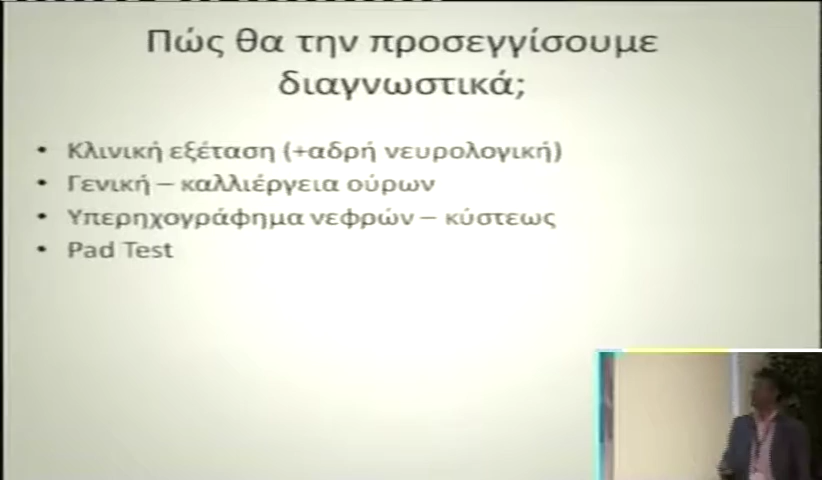 Πώς θα την προσεγγίσουμε
διαγνωστικά;
• Κλινική εξέταση (+αδρή νευρολογική)
• Γενική – καλλιέργεια ούρων
• Υπερηχογράφημα νεφρών – κύστεως
• Pad Test